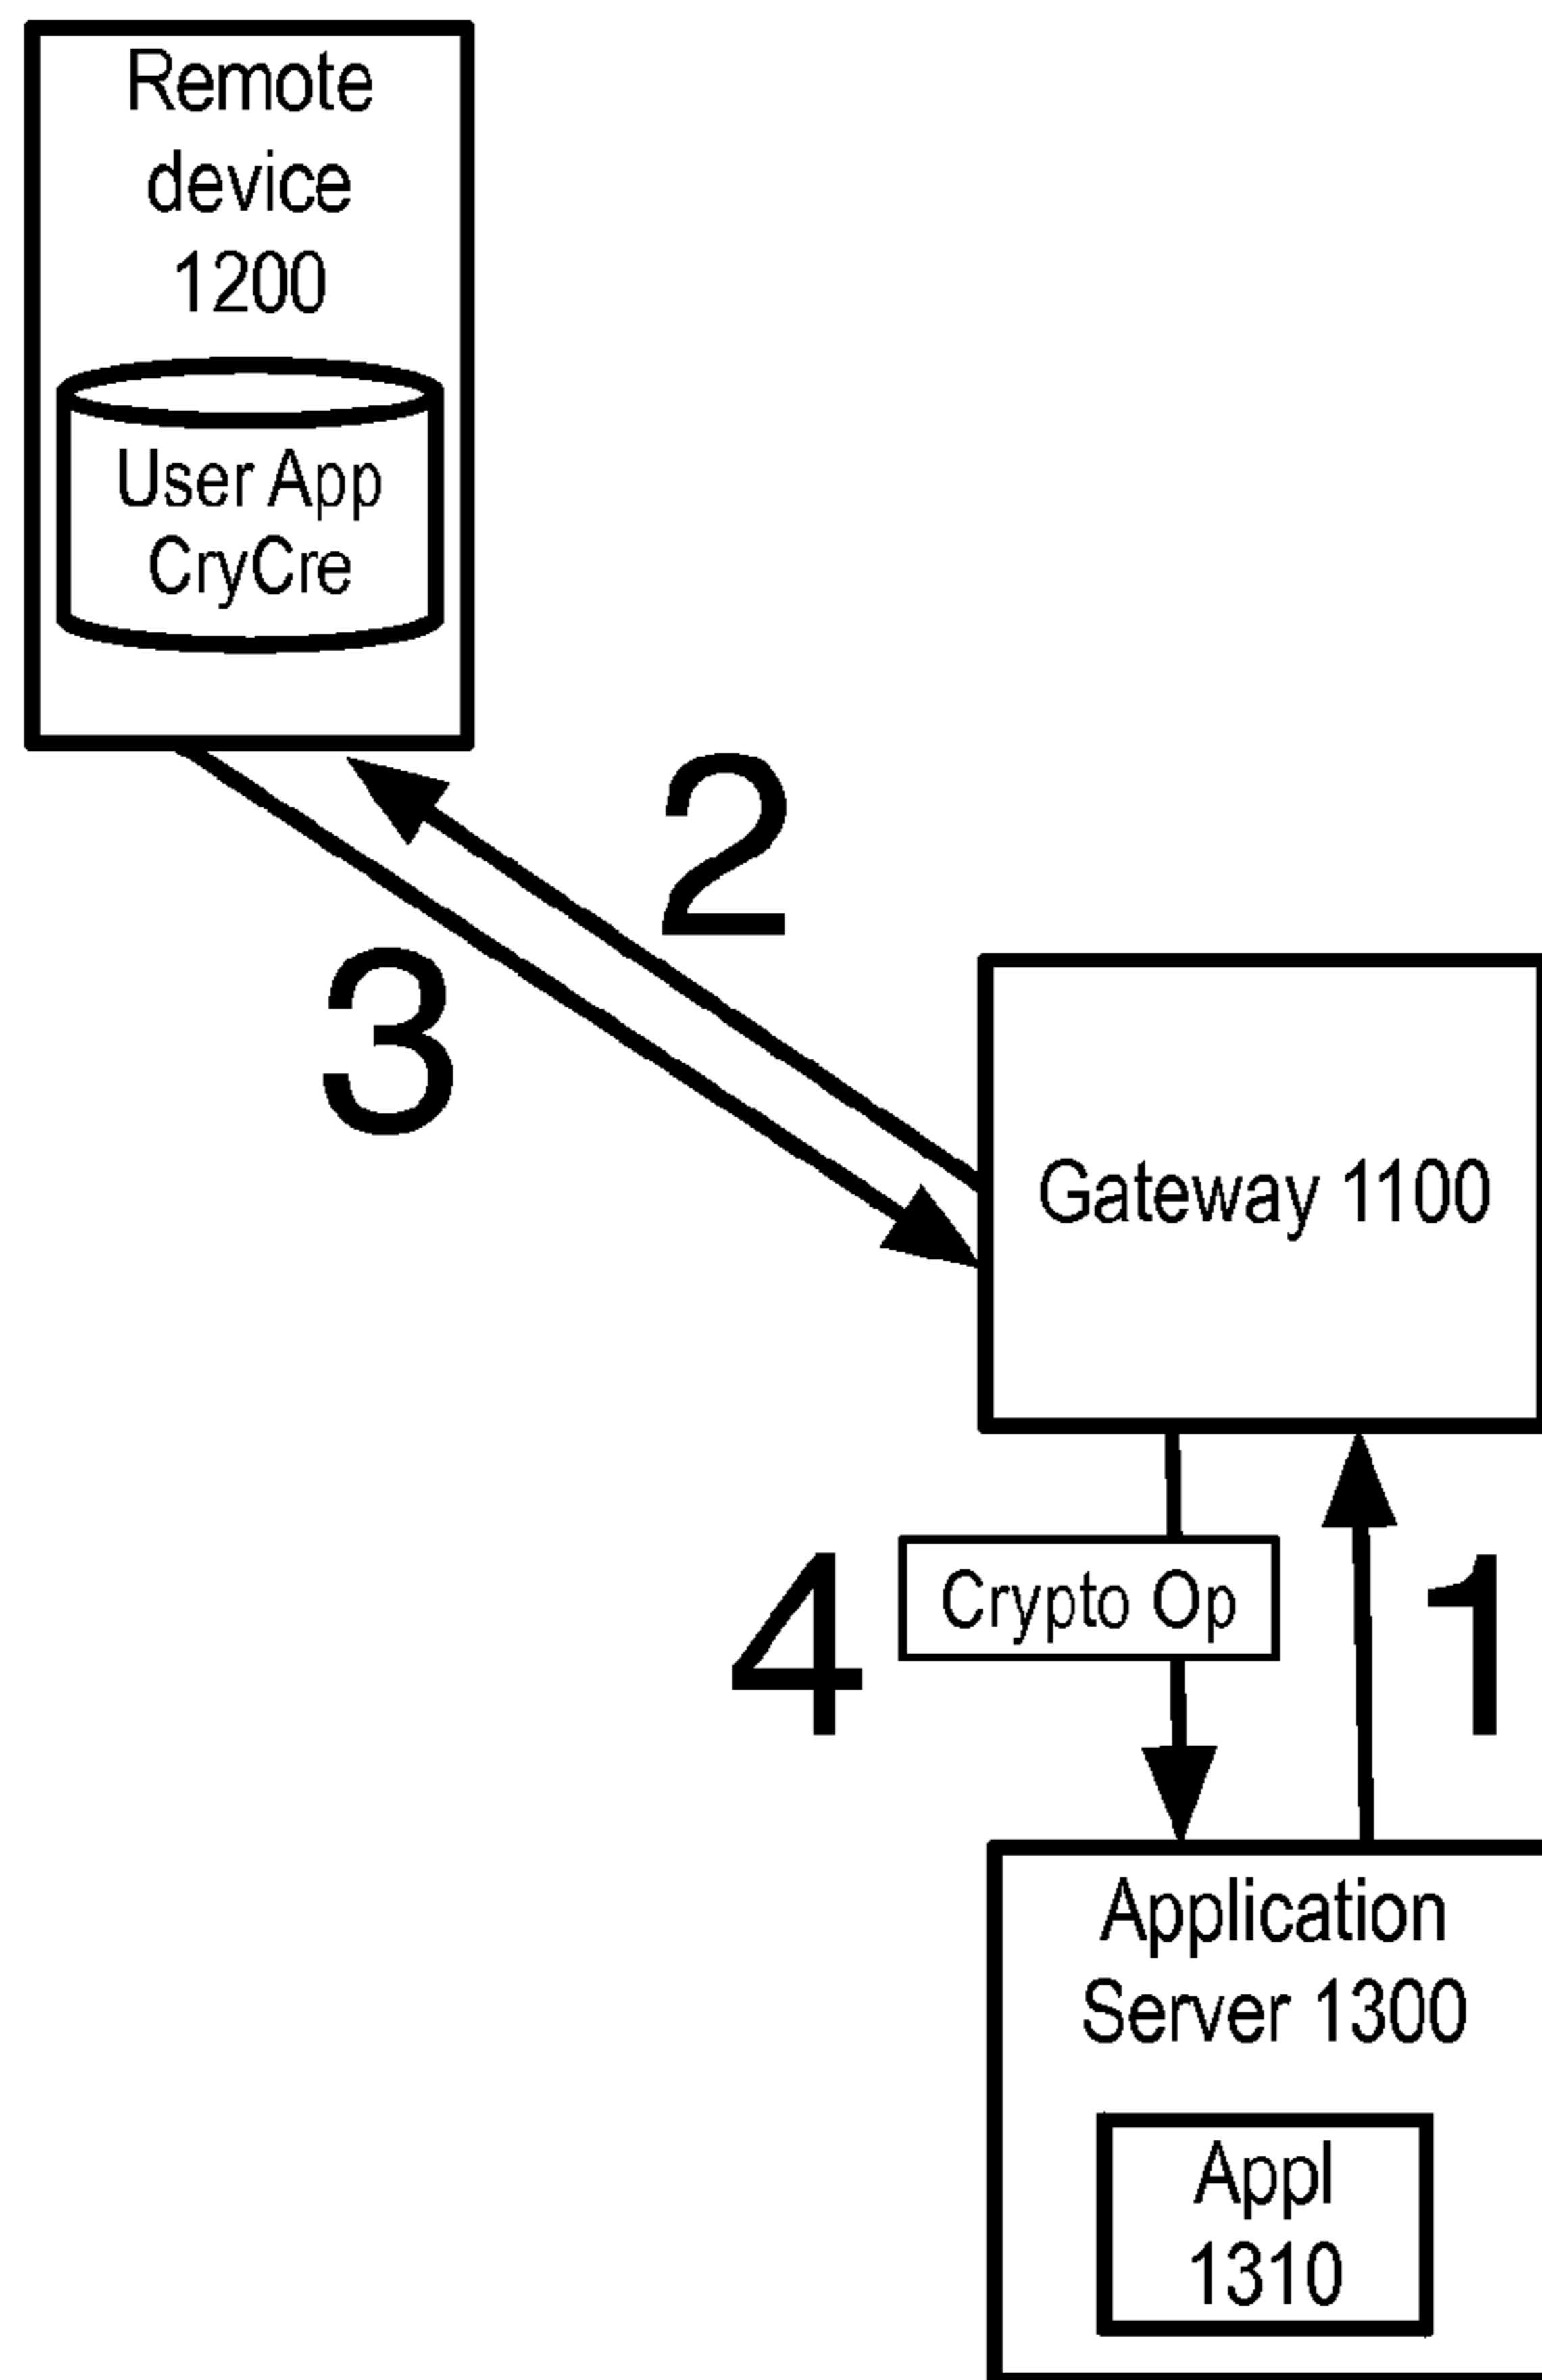 Remote
device
1200
User App
CryCre
2
3
Gateway 1100
4
Crypto Op
1
Application
Server 1300
Appl
1310